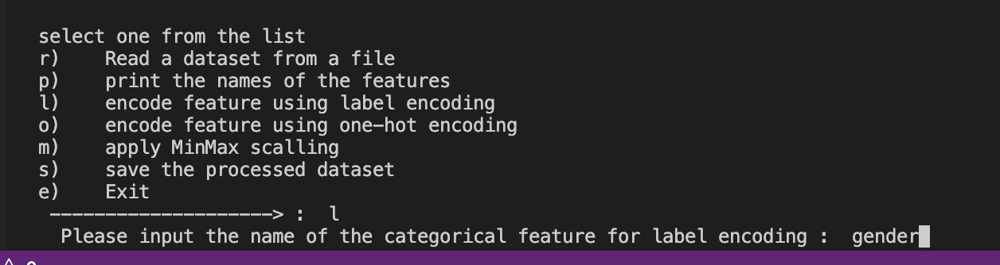 select one from the list
r)    Read a dataset from a file
p)    print the names of the features
l)    encode feature using label encoding
o)    encode feature using one-hot encoding
m)    apply MinMax scalling
s)    save the processed dataset
e)    Exit
--------------------> :  l
Please input the name of the categorical feature for label encoding :  gender